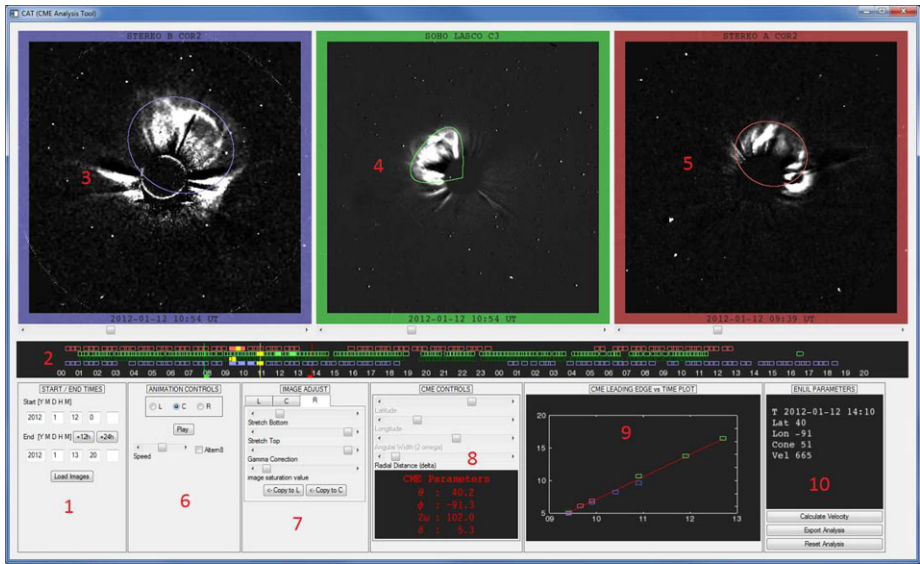 CAT (CME Analysis Tool)
STEREO B COR2
SOHO LASCO C3
STEREO A COR2
3
4
5
2012-01-12 10:54 UT
2012-01-12 10:54 UT
2012-01-12 09:39 UT
2
00 01 02 03 04 05 06 07 08 09 10 11 12 13 14 15 16 17 18 19 20 21 22 23 00 01 02 03 04 05 06 07 08 09 10 11 12 13 14 15 16 17 18 19 20
START / END TIMES
Start [Y M D H M]
2012 1 12 0
End [Y M D H M] +12h +24h
2012 1 13 20
Load Images
1
ANIMATION CONTROLS
L C R
Play
Speed
6
IMAGE ADJUST
L C R
Stretch Bottom
Stretch Top
Gamma Correction
image saturation value
<- Copy to L <- Copy to C
7
CME CONTROLS
Latitude
Longitude
Angular Width (2 omega)
8
Radial Distance (delta)
CME Parameters
θ : 40.2
ϕ : -91.3
2ω : 102.0
δ : 5.3
CME LEADING EDGE vs TIME PLOT
20
15
10
5
09 10 11 12 13
9
ENLIL PARAMETERS
T 2012-01-12 14:10
Lat 40
Lon -91
Cone 51
Vel 665
10
Calculate Velocity
Export Analysis
Reset Analysis